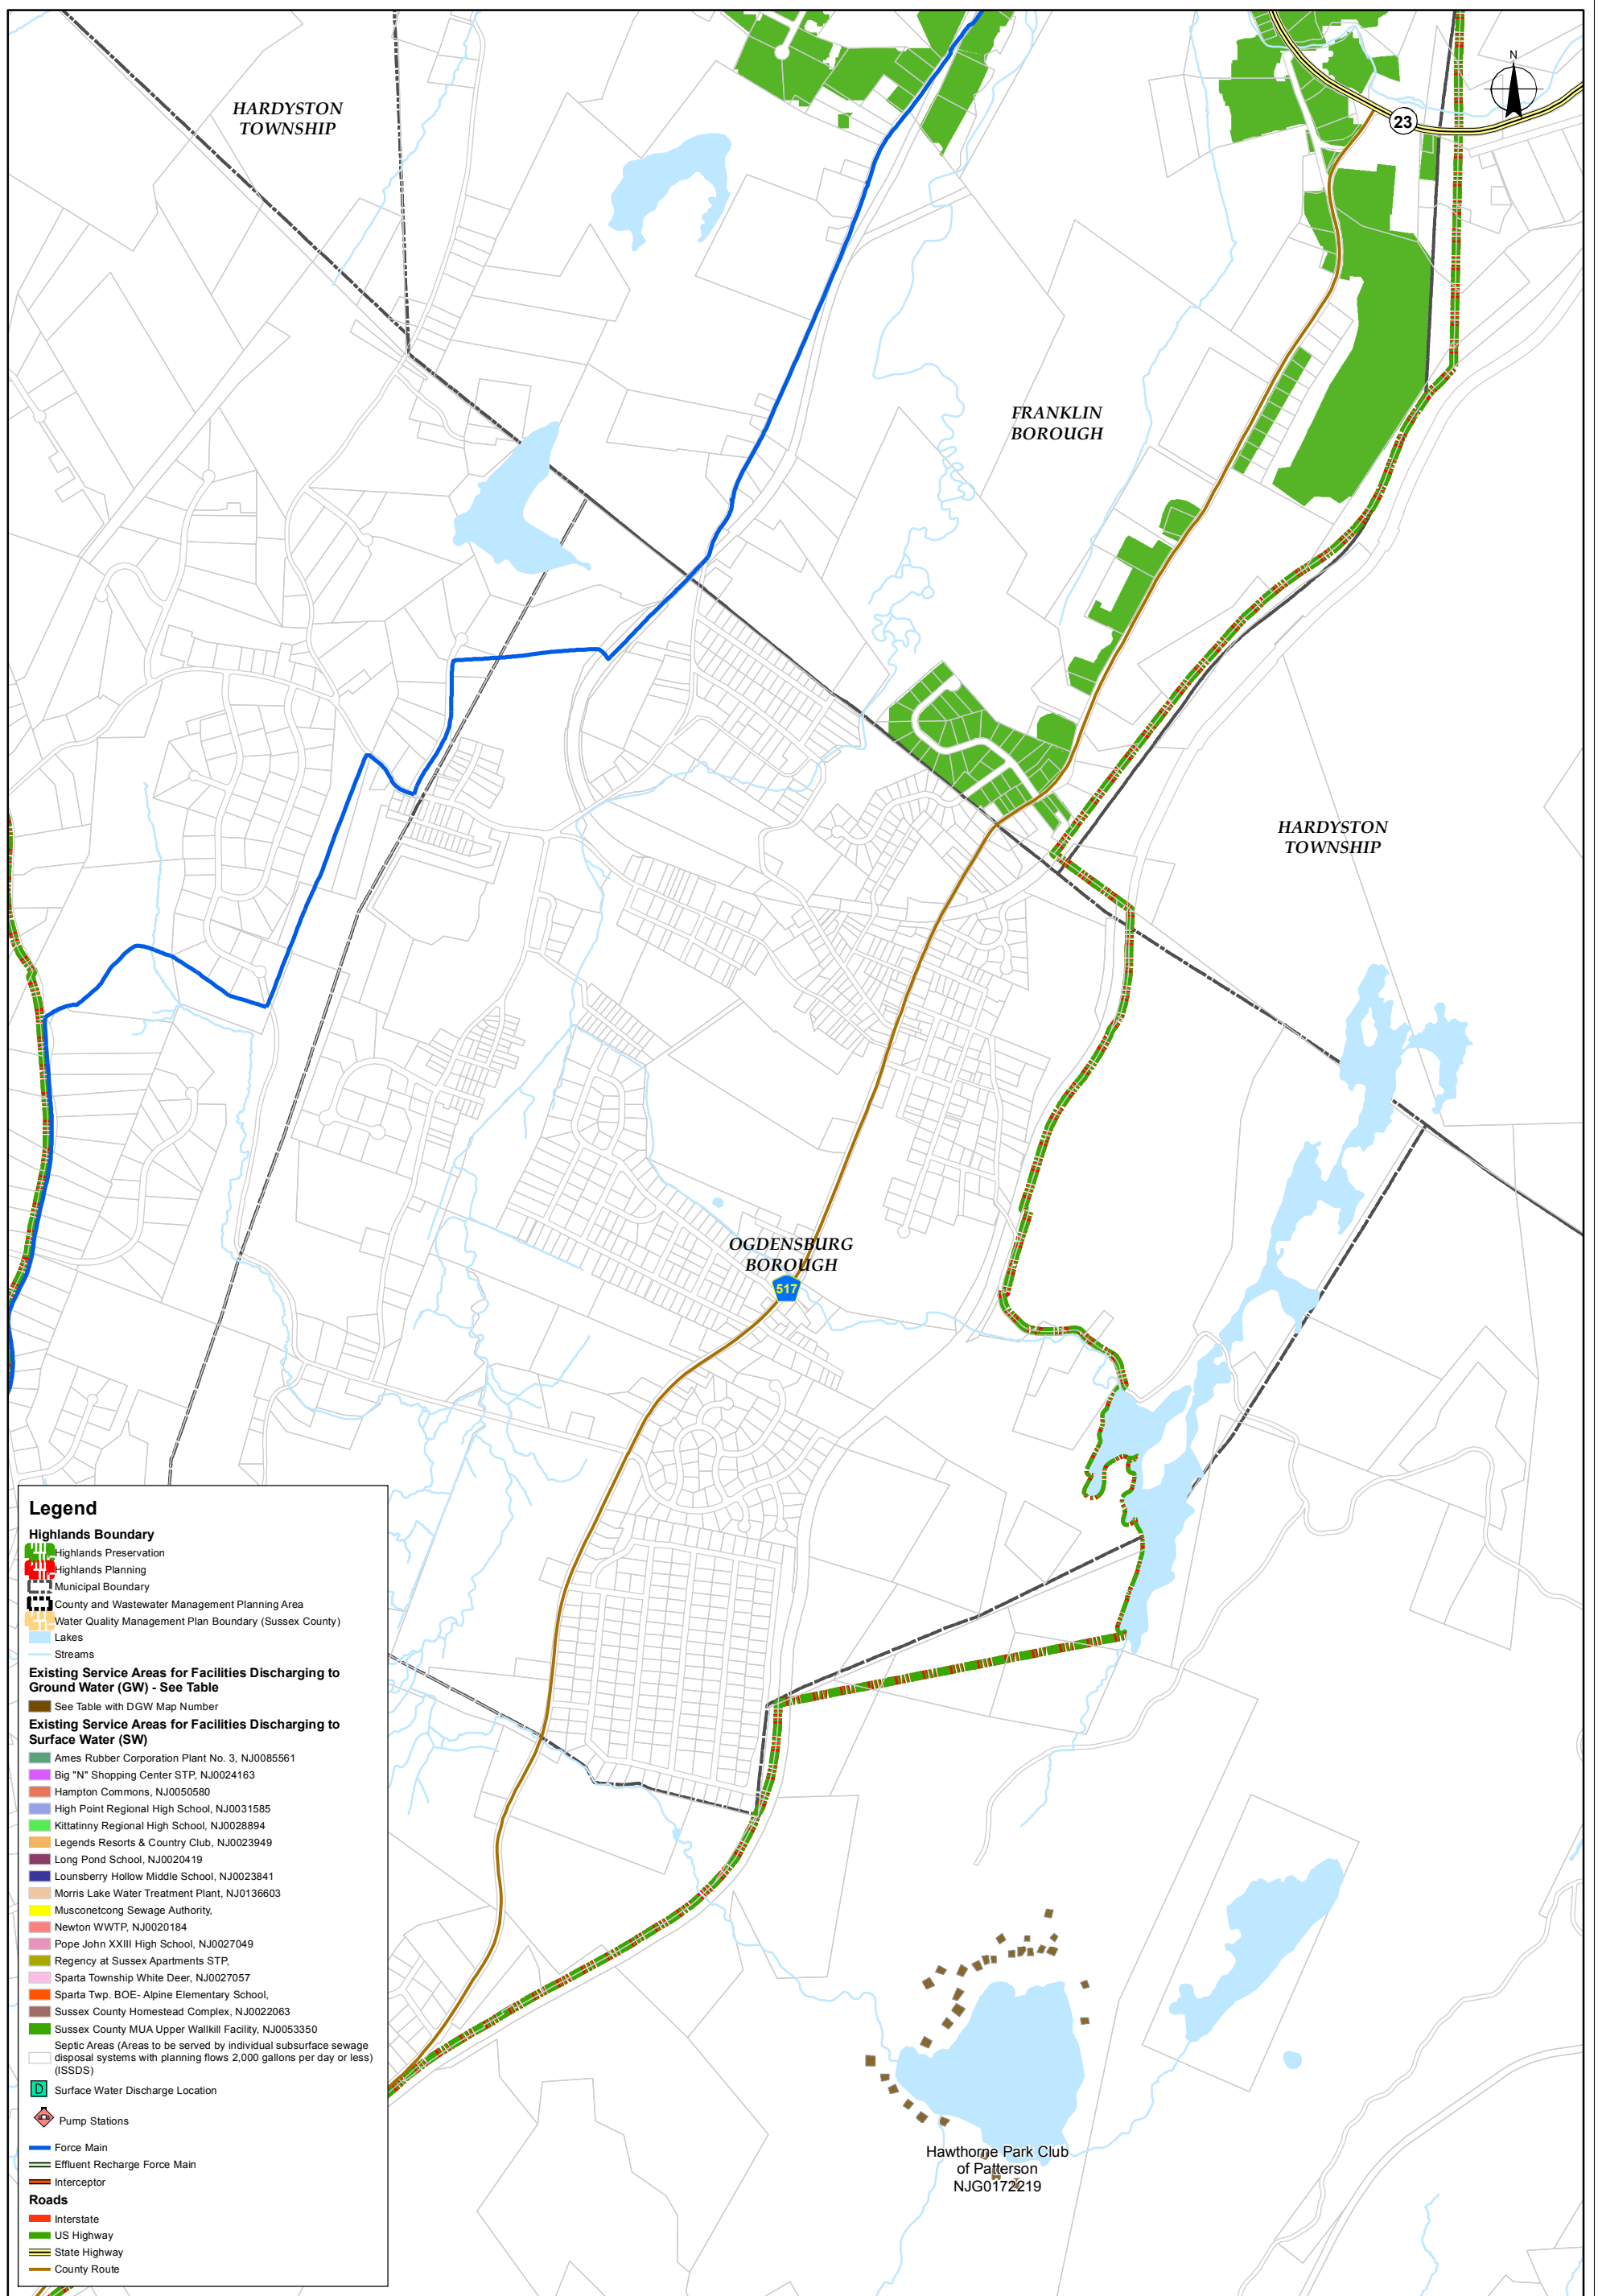 N
HARDYSTON
TOWNSHIP
23
FRANKLIN
BOROUGH
HARDYSTON
TOWNSHIP
OGDENSBURG
BOROUGH
517
Legend
Highlands Boundary
Highlands Preservation
Highlands Planning
Municipal Boundary
County and Wastewater Management Planning Area
Water Quality Management Plan Boundary (Sussex County)
Lakes
Streams
Existing Service Areas for Facilities Discharging to
Ground Water (GW) - See Table
See Table with DGW Map Number
Existing Service Areas for Facilities Discharging to
Surface Water (SW)
Ames Rubber Corporation Plant No. 3, NJ0085561
Big "N" Shopping Center STP, NJ0024163
Hampton Commons, NJ0050580
High Point Regional High School, NJ0031585
Kittatinny Regional High School, NJ0028894
Legends Resorts & Country Club, NJ0023949
Long Pond School, NJ0020419
Lounsberry Hollow Middle School, NJ0023841
Morris Lake Water Treatment Plant, NJ0136603
Musconetcong Sewage Authority,
Newton WWTP, NJ0020184
Pope John XXIII High School, NJ0027049
Regency at Sussex Apartments STP,
Sparta Township White Deer, NJ0027057
Sparta Twp. BOE- Alpine Elementary School,
Sussex County Homestead Complex, NJ0022063
Sussex County MUA Upper Wallkill Facility, NJ0053350
Septic Areas (Areas to be served by individual subsurface sewage
disposal systems with planning flows 2,000 gallons per day or less)
(ISSDS)
D Surface Water Discharge Location
Pump Stations
Force Main
Effluent Recharge Force Main
Interceptor
Roads
Interstate
US Highway
State Highway
County Route
Hawthorne Park Club
of Patterson
NJG0172219